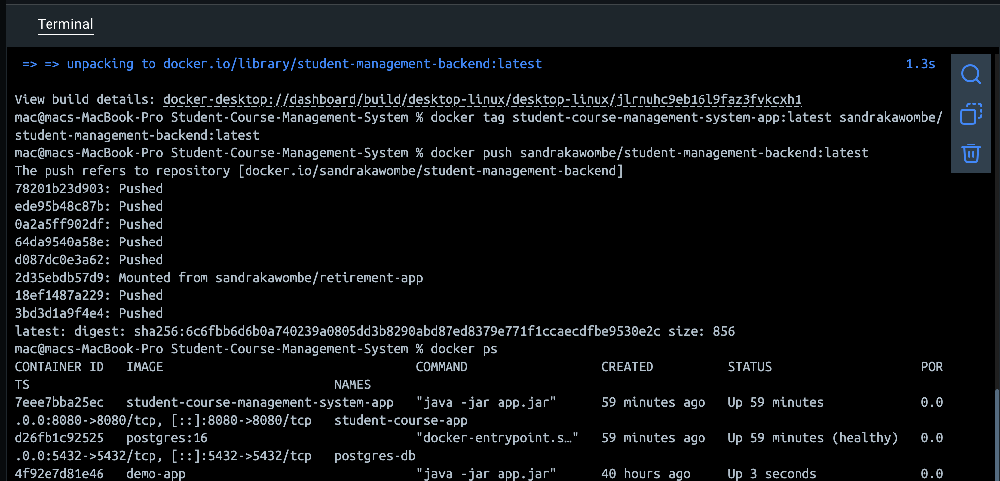 Terminal
=> => unpacking to docker.io/library/student-management-backend:latest 1.3s
View build details: docker-desktop://dashboard/build/desktop-linux/desktop-linux/jlrnuhc9eb16l9faz3fvkcxh1
mac@macs-MacBook-Pro Student-Course-Management-System % docker tag student-course-management-system-app:latest sandrakawombe/
student-management-backend:latest
mac@macs-MacBook-Pro Student-Course-Management-System % docker push sandrakawombe/student-management-backend:latest
The push refers to repository [docker.io/sandrakawombe/student-management-backend]
78201b23d903: Pushed
ede95b48c87b: Pushed
0a2a5ff902df: Pushed
64da9540a58e: Pushed
d087dc0e3a62: Pushed
2d35ebdb57d9: Mounted from sandrakawombe/retirement-app
18ef1487a229: Pushed
3bd3d1a9f4e4: Pushed
latest: digest: sha256:6c6fbb6d6b0a740239a0805dd3b8290abd87ed8379e771f1ccaecdfbe9530e2c size: 856
mac@macs-MacBook-Pro Student-Course-Management-System % docker ps
CONTAINER ID   IMAGE                                  COMMAND                  CREATED          STATUS                    POR
TS                                         NAMES
7eee7bba25ec   student-course-management-system-app   "java -jar app.jar"      59 minutes ago   Up 59 minutes             0.0
.0.0:8080->8080/tcp, [::]:8080->8080/tcp   student-course-app
d26fb1c92525   postgres:16                            "docker-entrypoint.s…"   59 minutes ago   Up 59 minutes (healthy)   0.0
.0.0:5432->5432/tcp, [::]:5432->5432/tcp   postgres-db
4f92e7d81e46   demo-app                               "java -jar app.jar"      40 hours ago     Up 3 seconds              0.0